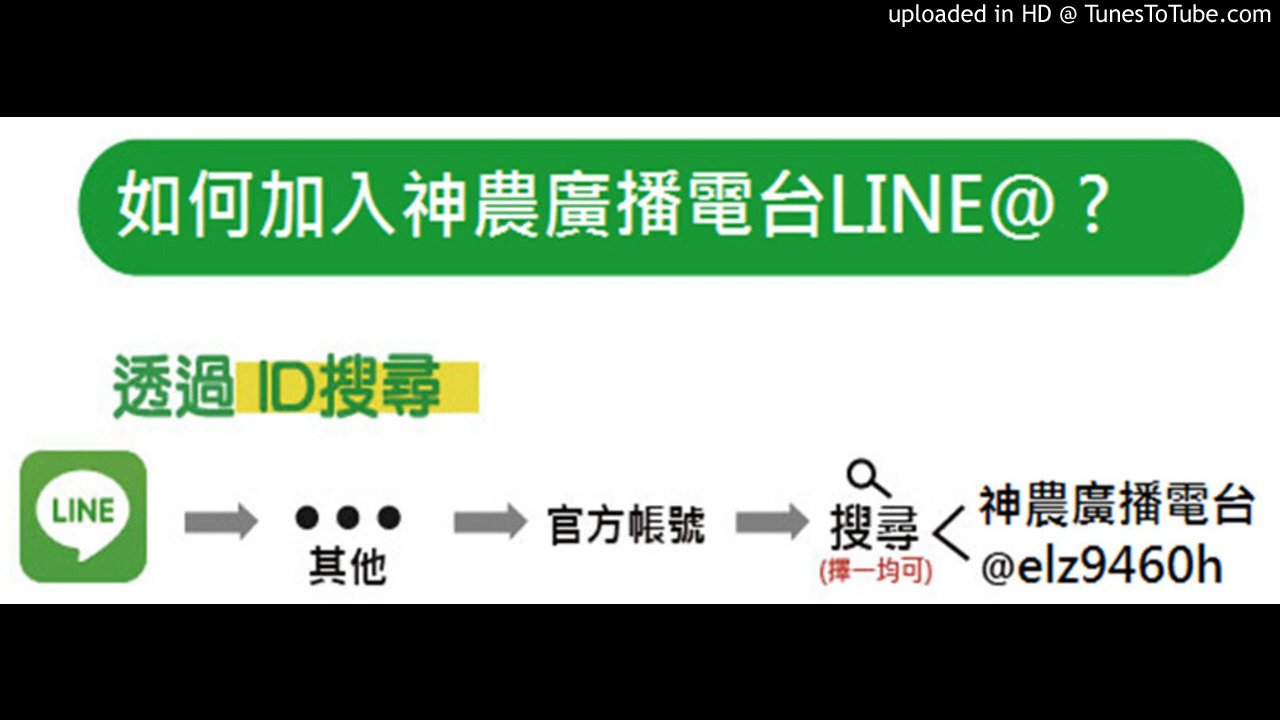 uploaded in HD @ TunesToTube.com
如何加入神農廣播電台LINE@？
透過 ID搜尋
LINE
其他
官方帳號
搜尋
(擇一均可)
神農廣播電台
@elz9460h